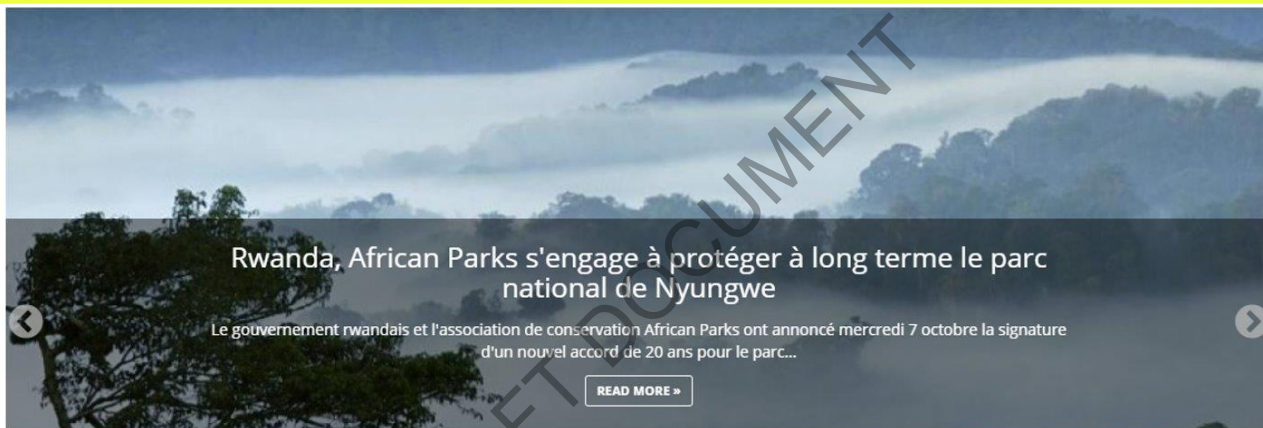 Rwanda, African Parks s'engage à protéger à long terme le parc
national de Nyungwe
Le gouvernement rwandais et l'association de conservation African Parks ont annoncé mercredi 7 octobre la signature
d'un nouvel accord de 20 ans pour le parc...
READ MORE »
ET DOCUMENT